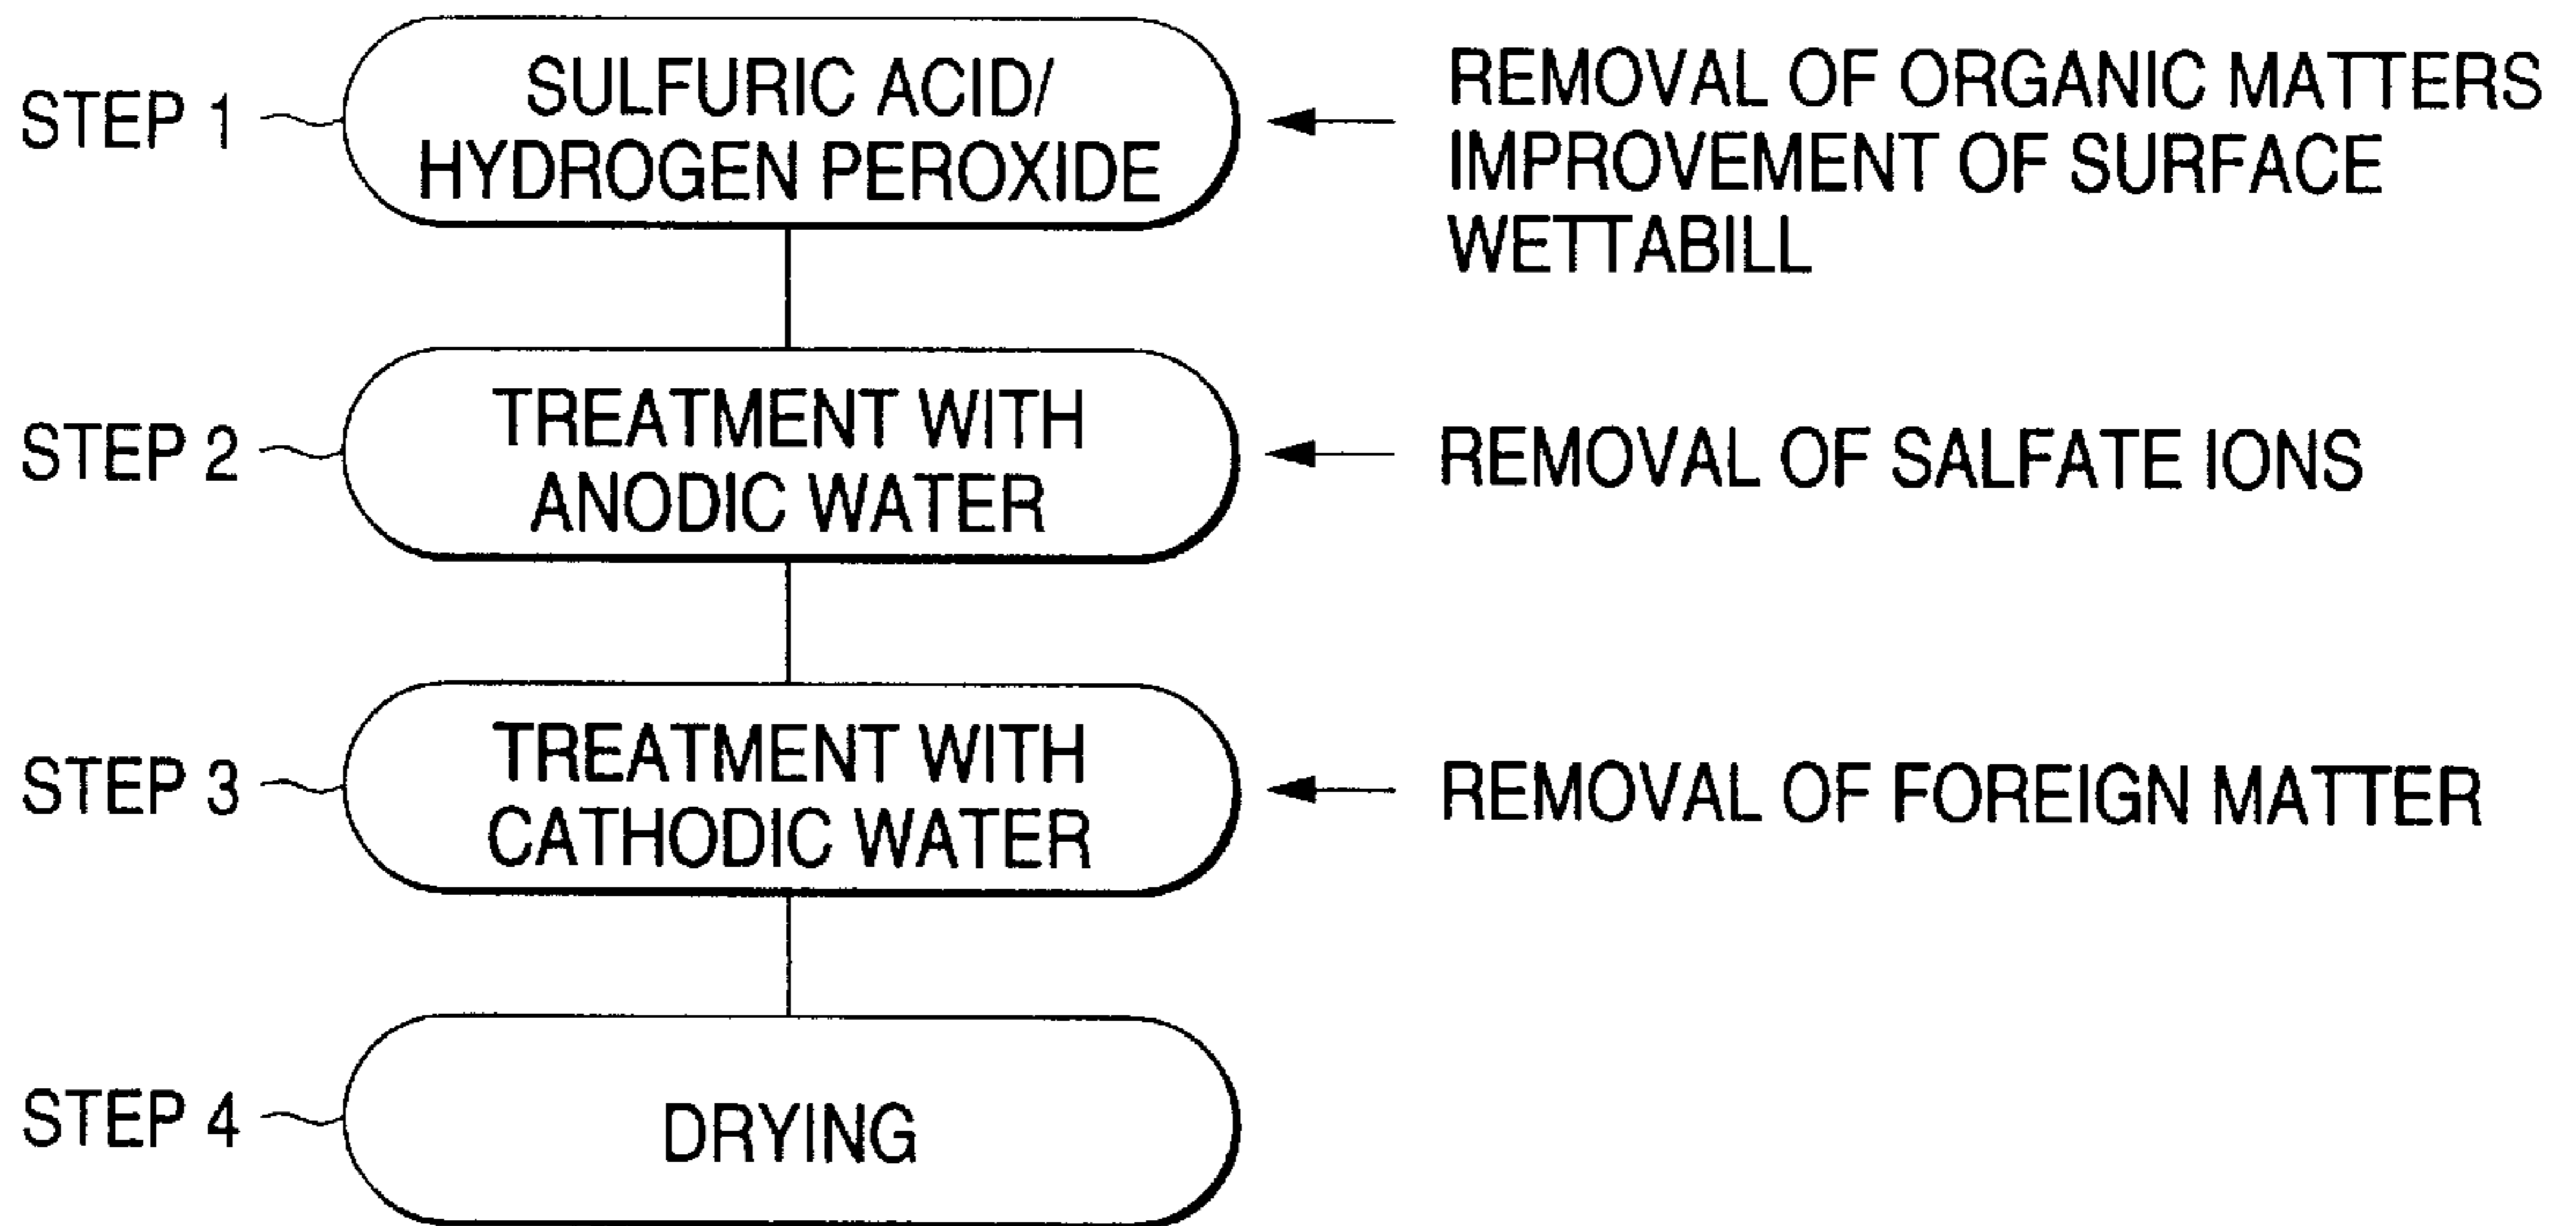 STEP 1
SULFURIC ACID/
HYDROGEN PEROXIDE
REMOVAL OF ORGANIC MATTERS
IMPROVEMENT OF SURFACE
WETTABILL
STEP 2
TREATMENT WITH
ANODIC WATER
REMOVAL OF SALFATE IONS
STEP 3
TREATMENT WITH
CATHODIC WATER
REMOVAL OF FOREIGN MATTER
STEP 4
DRYING